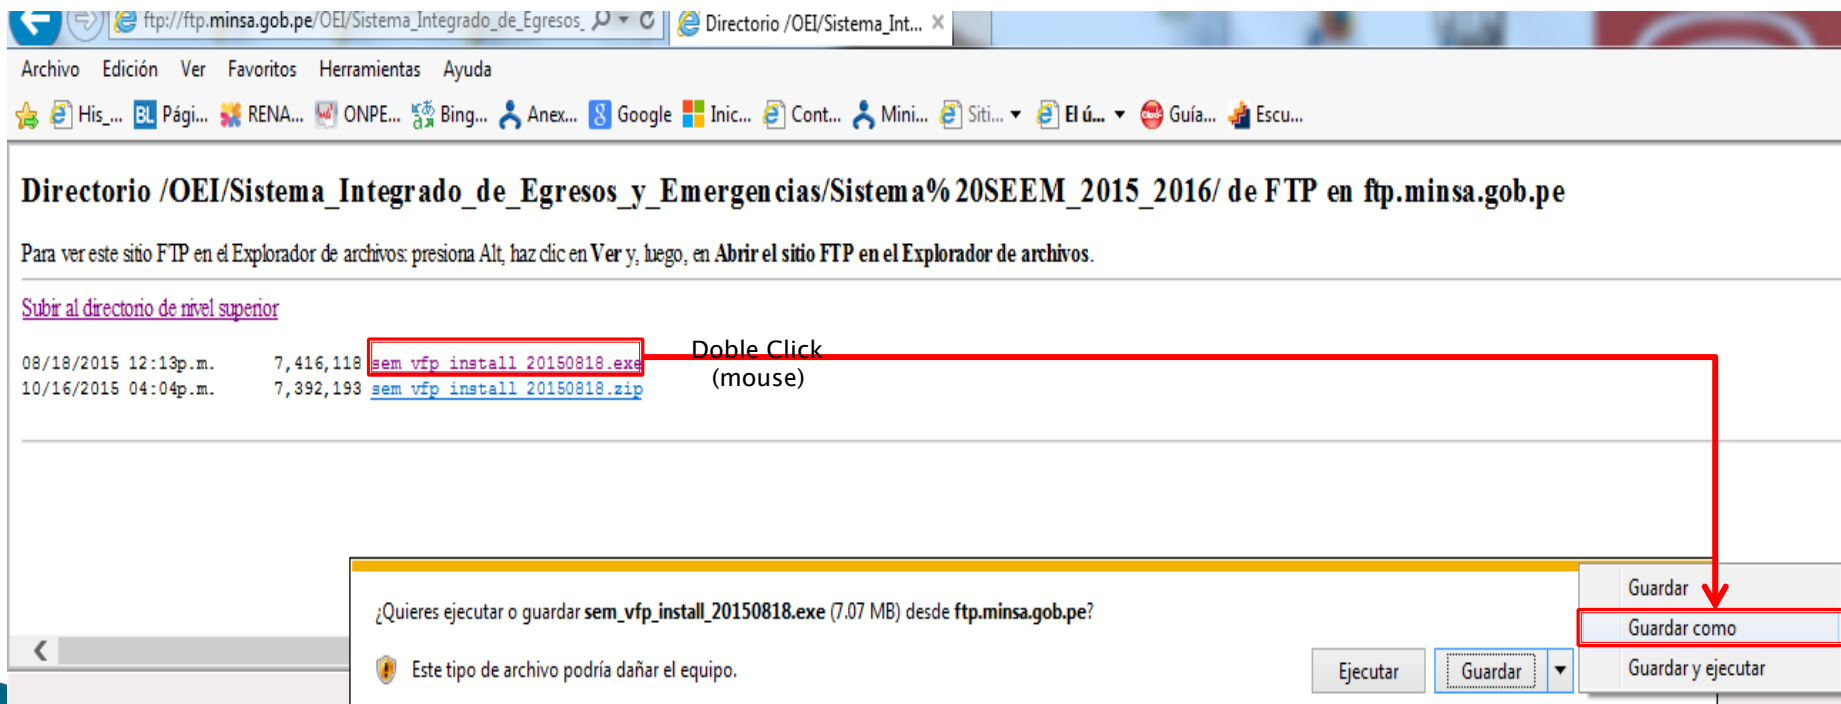 ftp://ftp.minsa.gob.pe/OEI/Sistema_Integrado_de_Egresos_
Directorio /OEI/Sistema_Int... ×
Archivo Edición Ver Favoritos Herramientas Ayuda
His_... BL Pági... RENA... ONPE... Bing... Anex... 8 Google Inic... Cont... Mini... Siti... El ú... Guía... Escu...
Directorio /OEI/Sistema_Integrado_de_Egresos_y_Emergencias/Sistema%20SEEM_2015_2016/ de FTP en ftp.minsa.gob.pe
Para ver este sitio FTP en el Explorador de archivos: presiona Alt, haz clic en Ver y, luego, en Abrir el sitio FTP en el Explorador de archivos.
Subir al directorio de nivel superior
08/18/2015 12:13p.m. 7,416,118 sem_vfp_install_20150818.exe
10/16/2015 04:04p.m. 7,392,193 sem_vfp_install_20150818.zip
Doble Click
(mouse)
¿Quieres ejecutar o guardar sem_vfp_install_20150818.exe (7.07 MB) desde ftp.minsa.gob.pe?
Este tipo de archivo podría dañar el equipo.
Ejecutar
Guardar
Guardar
Guardar como
Guardar y ejecutar